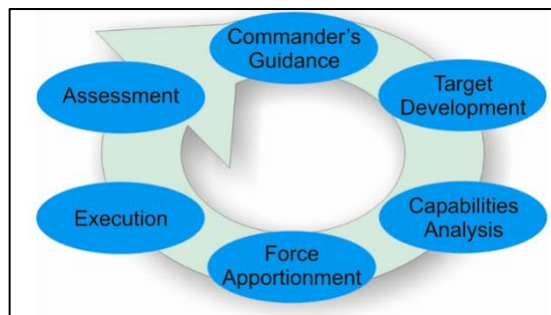 Commander's
Guidance
Target
Development
Capabilities
Analysis
Force
Apportionment
Execution
Assessment